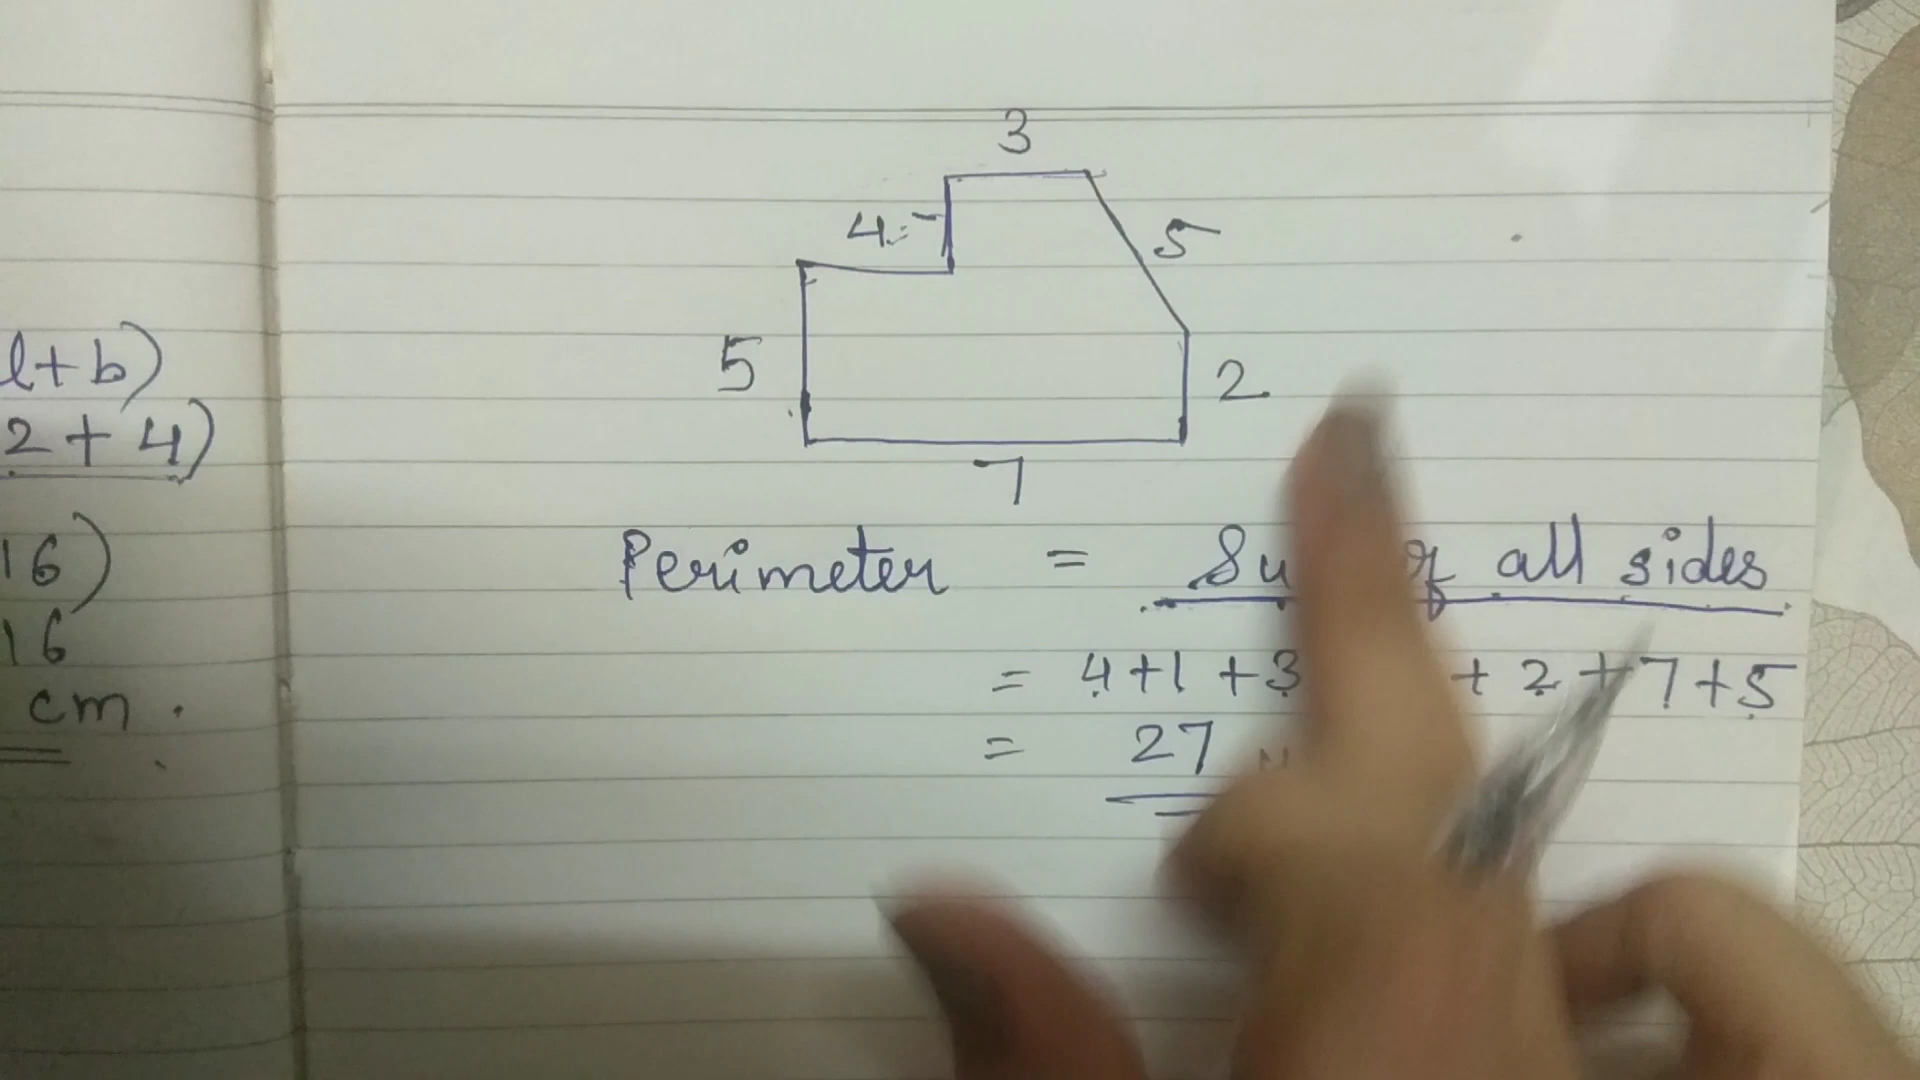 l+b)
2+4)
16)
16
cm.
3
4
5
5
2
7
Perimeter = all sides
= 4+1+3 +2+7+5
= 27